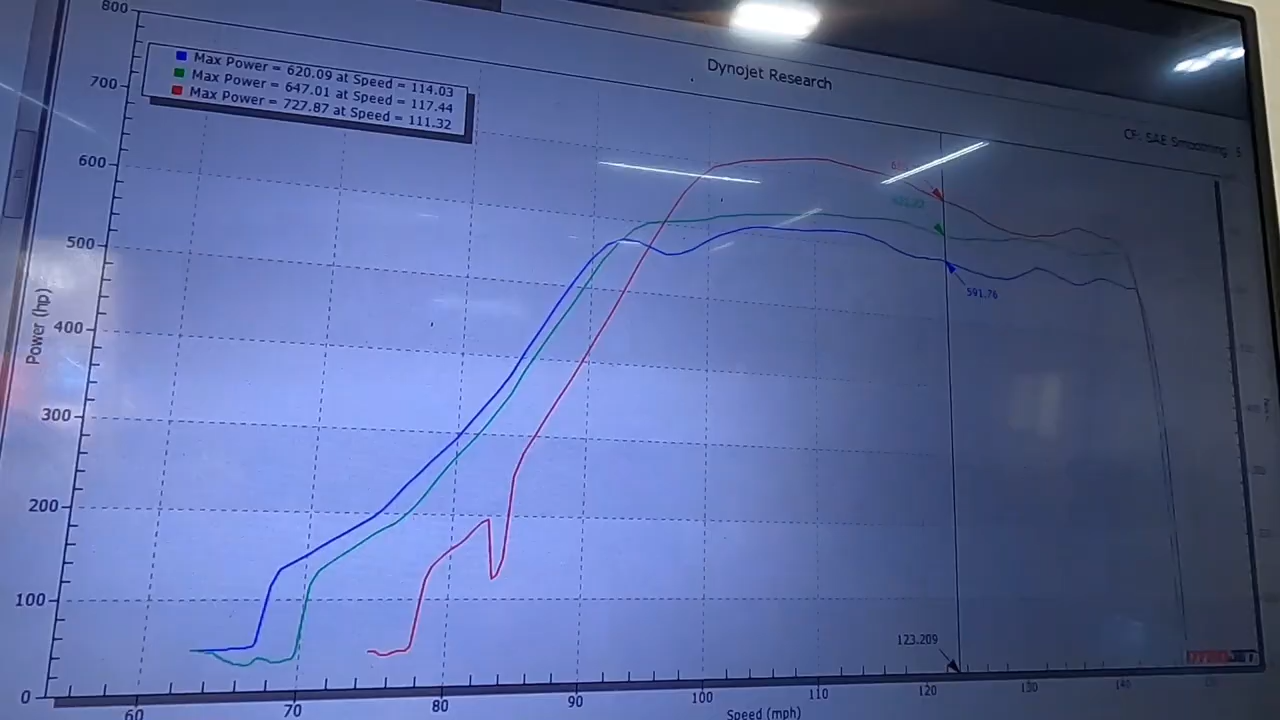 Dynojet Research
CF: SAE Smoothing: 5
Max Power = 620.09 at Speed = 114.03
Max Power = 647.01 at Speed = 117.44
Max Power = 727.87 at Speed = 111.32
800
700
600
500
400
300
200
100
0
Power (hp)
591.76
123.209
60
70
80
90
100
110
120
130
140
Speed (mph)